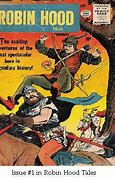 ROBIN HOOD
TALES
The exciting
adventures of the
most spectacular
hero in
legendary history!
Issue #1 in Robin Hood Tales